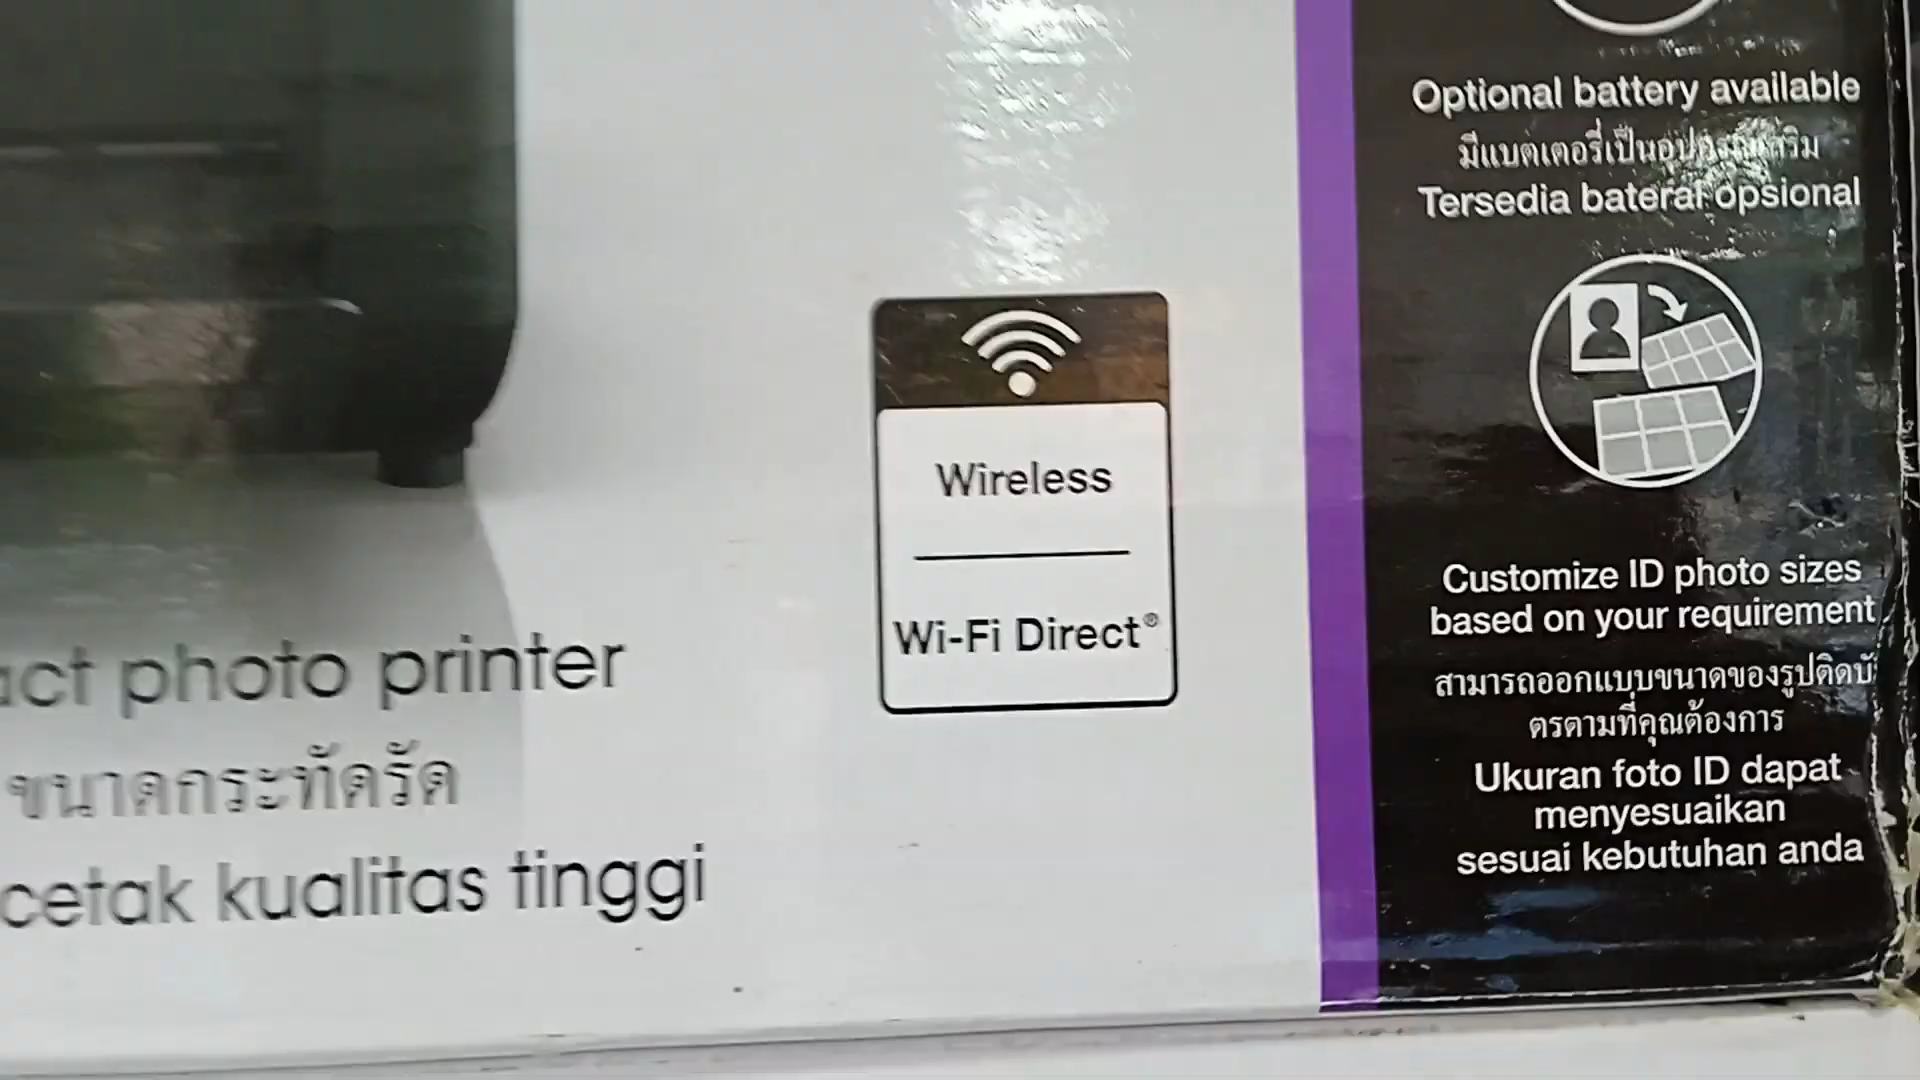 photo printer
ขนาดกระทัดรัด
cetak kualitas tinggi
Wireless
Wi-Fi Direct®
Optional battery available
มีแบตเตอรี่เป็นอุปกรณ์เสริม
Tersedia baterai opsional
Customize ID photo sizes
based on your requirement
สามารถออกแบบขนาดของรูปติดบั
ตรตามที่คุณต้องการ
Ukuran foto ID dapat
menyesuaikan
sesuai kebutuhan anda